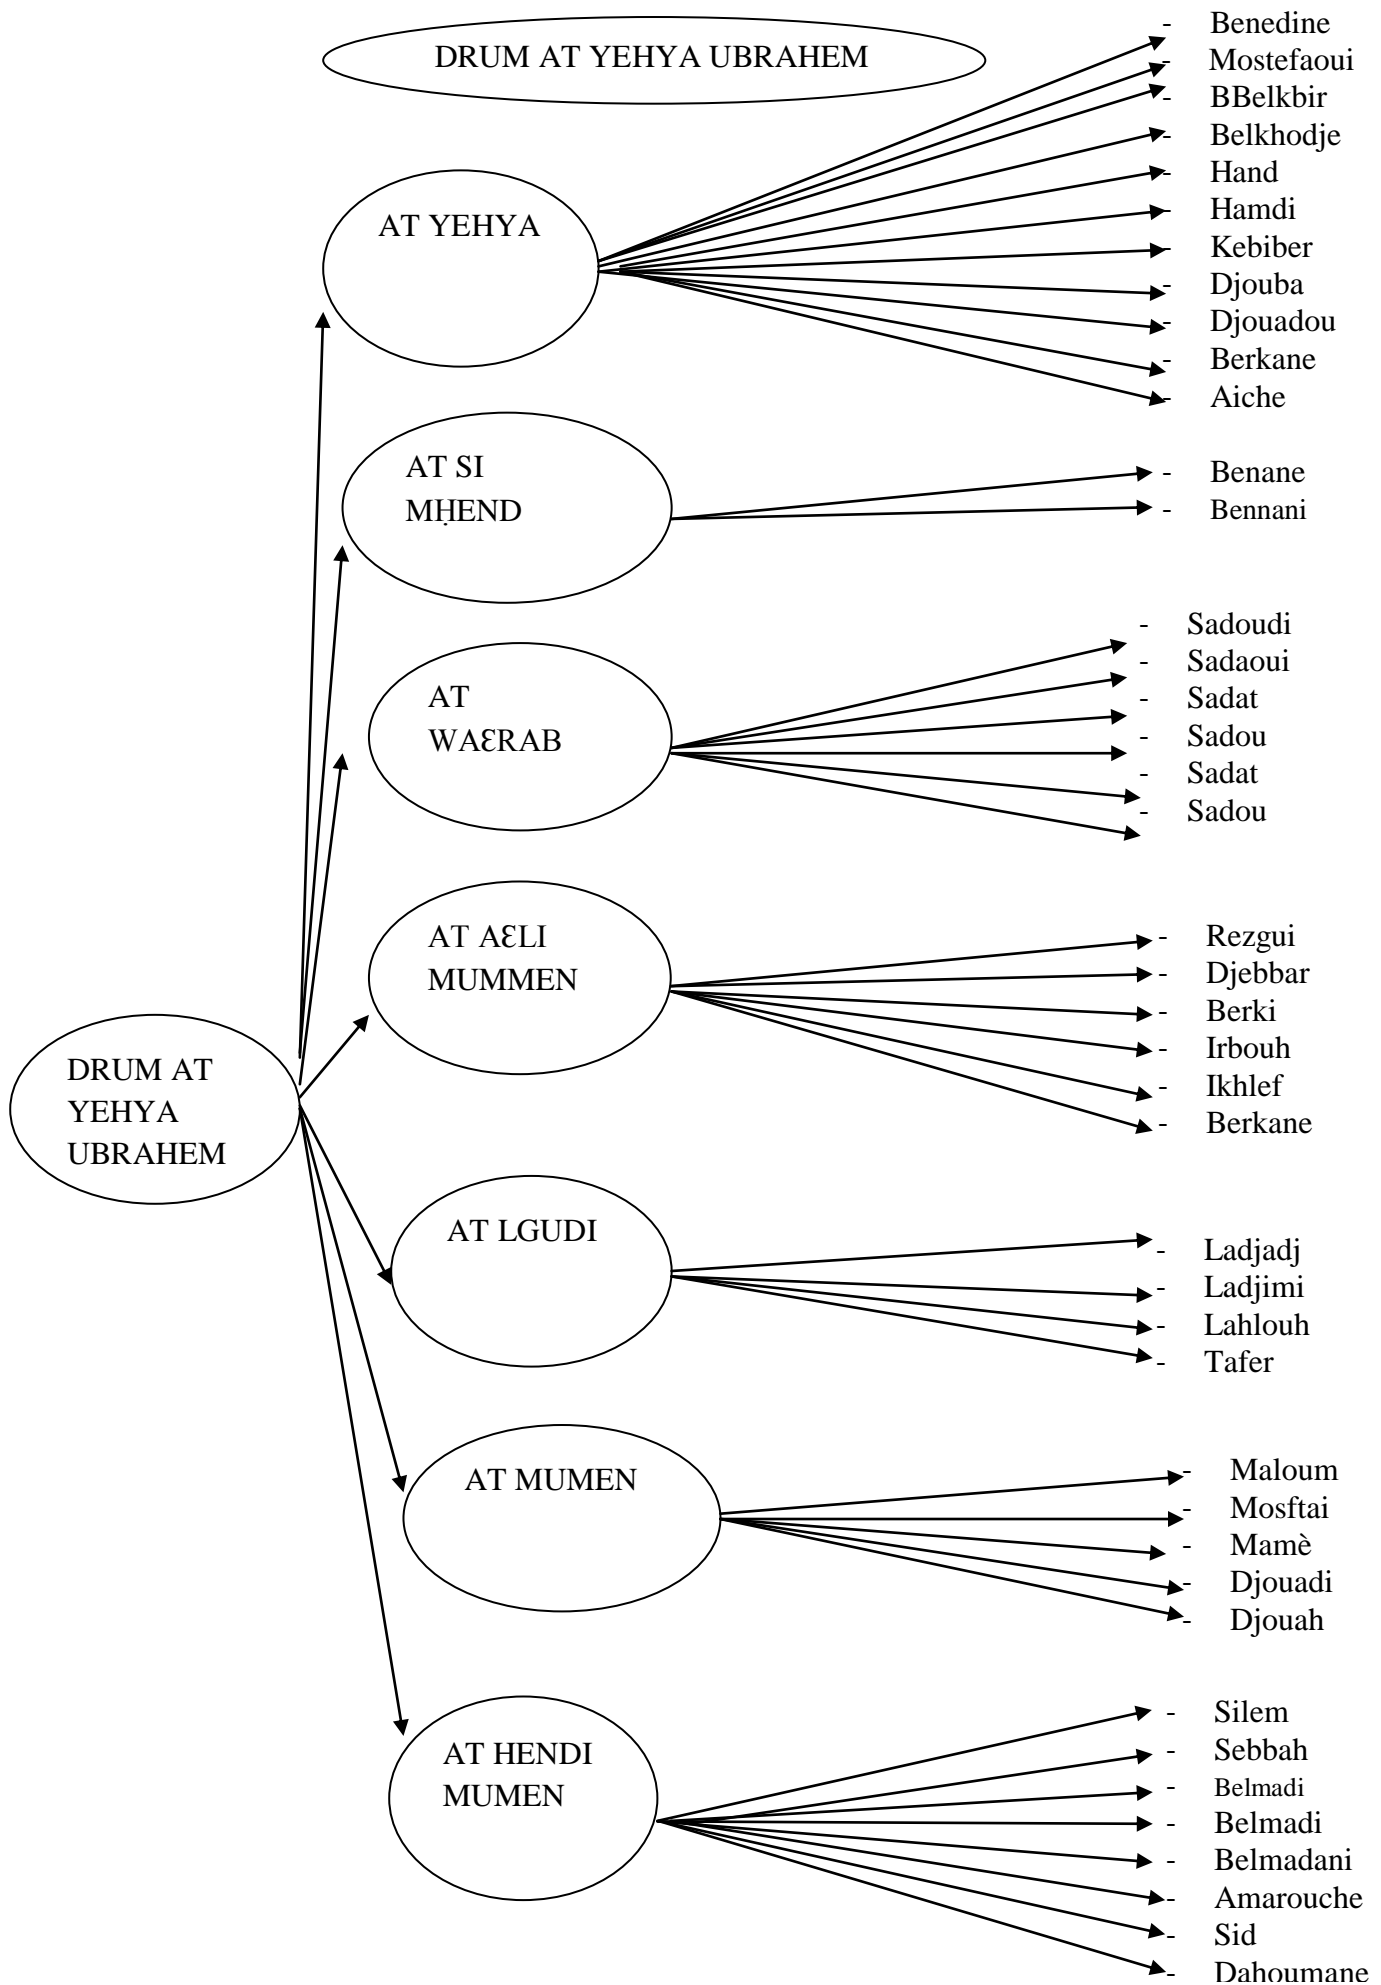 DRUM AT YEHYA UBRAHEM
- Benedine
- Mostefaoui
- BBelkbir
- Belkhodje
- Hand
- Hamdi
- Kebiber
- Djouba
- Djouadou
- Berkane
- Aiche
AT YEHYA
AT SI
MḤEND
- Benane
- Bennani
AT
WAƐRAB
- Sadoudi
- Sadaoui
- Sadat
- Sadou
- Sadat
- Sadou
AT AƐLI
MUMMEN
- Rezgui
- Djebbar
- Berki
- Irbouh
- Ikhlef
- Berkane
DRUM AT
YEHYA
UBRAHEM
AT LGUDI
- Ladjadj
- Ladjimi
- Lahlouh
- Tafer
AT MUMEN
- Maloum
- Mosftai
- Mamè
- Djouadi
- Djouah
AT HENDI
MUMEN
- Silem
- Sebbah
- Belmadi
- Belmadi
- Belmadani
- Amarouche
- Sid
- Dahoumane